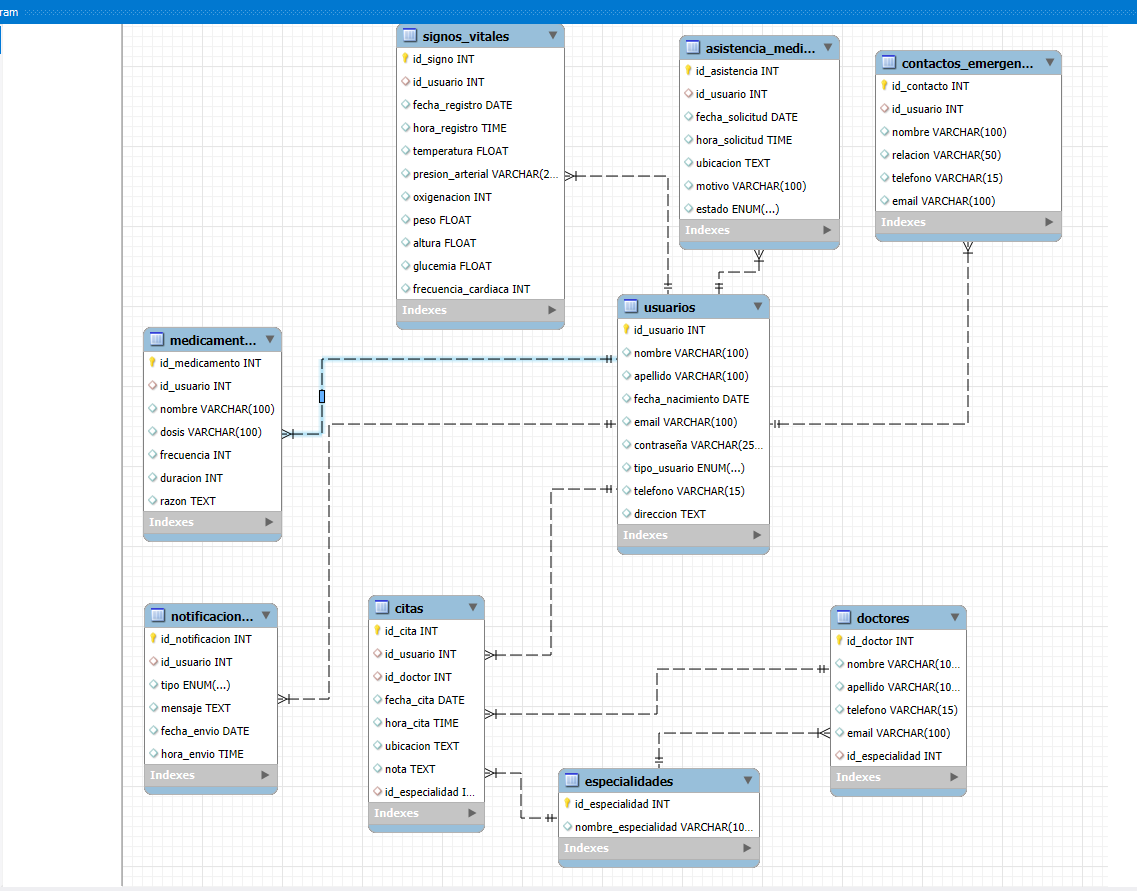 ram
signos_vitales
id_signo INT
id_usuario INT
fecha_registro DATE
hora_registro TIME
temperatura FLOAT
presion_arterial VARCHAR(2...
oxigenacion INT
peso FLOAT
altura FLOAT
glucemia FLOAT
frecuencia_cardiaca INT
Indexes
asistencia_medi...
id_asistencia INT
id_usuario INT
fecha_solicitud DATE
hora_solicitud TIME
ubicacion TEXT
motivo VARCHAR(100)
estado ENUM(...)
Indexes
contactos_emergen...
id_contacto INT
id_usuario INT
nombre VARCHAR(100)
relacion VARCHAR(50)
telefono VARCHAR(15)
email VARCHAR(100)
Indexes
medicament...
id_medicamento INT
id_usuario INT
nombre VARCHAR(100)
dosis VARCHAR(100)
frecuencia INT
duracion INT
razon TEXT
Indexes
usuarios
id_usuario INT
nombre VARCHAR(100)
apellido VARCHAR(100)
fecha_nacimiento DATE
email VARCHAR(100)
contraseña VARCHAR(25...
tipo_usuario ENUM(...)
telefono VARCHAR(15)
direccion TEXT
Indexes
notificacion...
id_notificacion INT
id_usuario INT
tipo ENUM(...)
mensaje TEXT
fecha_envio DATE
hora_envio TIME
Indexes
citas
id_cita INT
id_usuario INT
id_doctor INT
fecha_cita DATE
hora_cita TIME
ubicacion TEXT
nota TEXT
id_especialidad I...
Indexes
doctores
id_doctor INT
nombre VARCHAR(10...
apellido VARCHAR(10...
telefono VARCHAR(15)
email VARCHAR(100)
id_especialidad INT
Indexes
especialidades
id_especialidad INT
nombre_especialidad VARCHAR(10...
Indexes